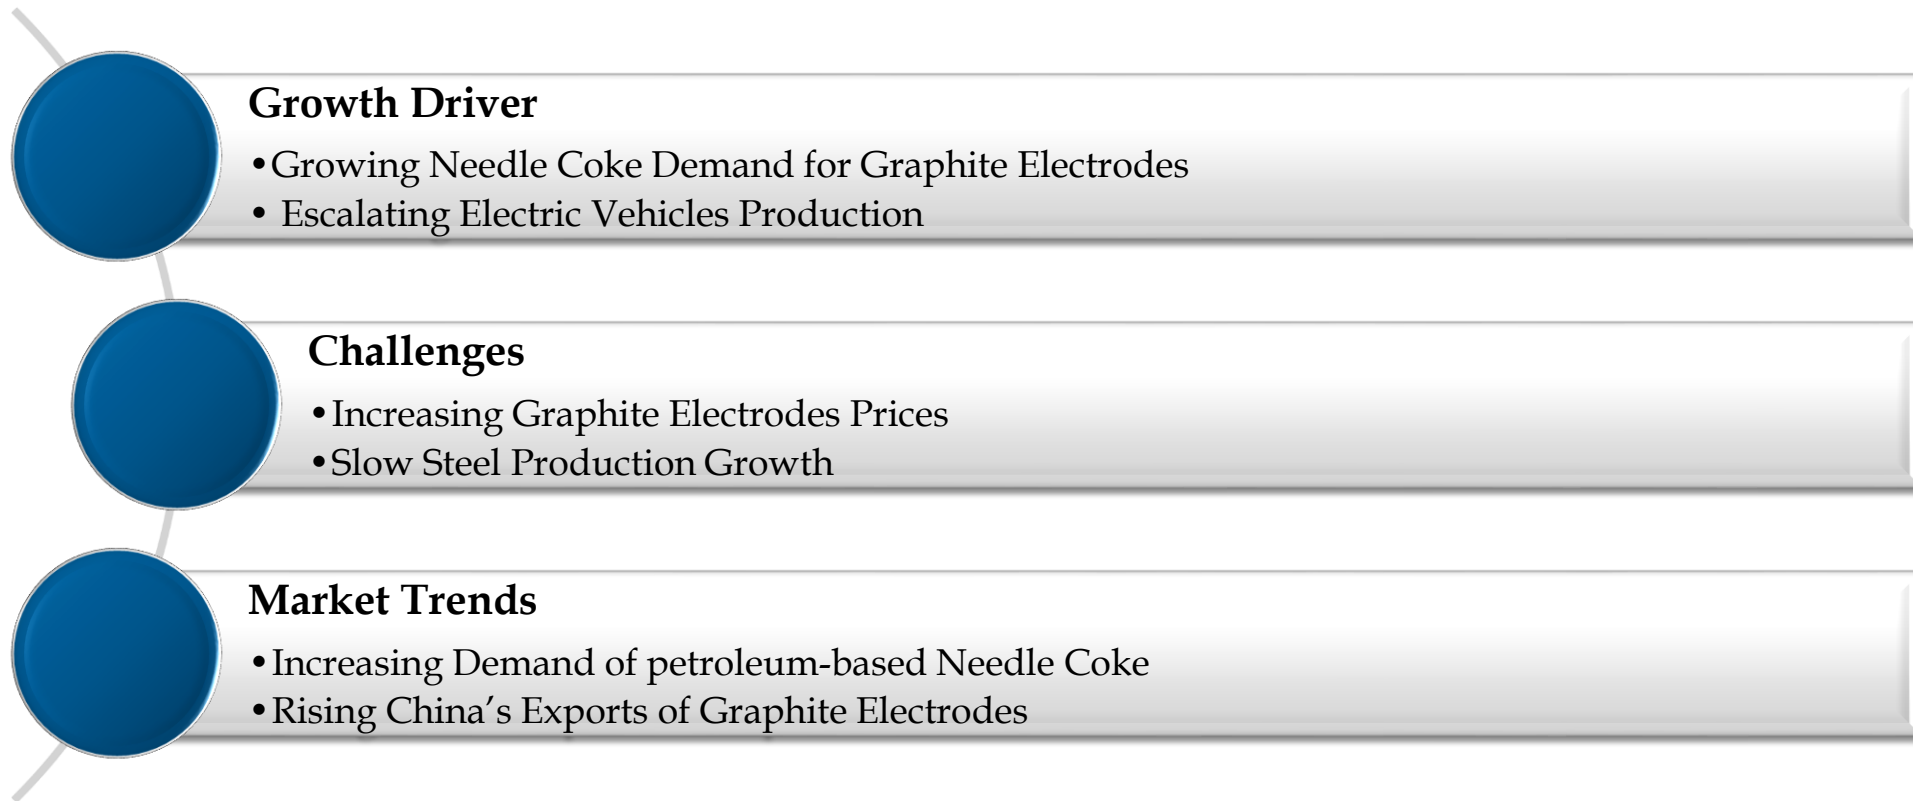 Growth Driver
•Growing Needle Coke Demand for Graphite Electrodes
• Escalating Electric Vehicles Production
Challenges
•Increasing Graphite Electrodes Prices
•Slow Steel Production Growth
Market Trends
•Increasing Demand of petroleum-based Needle Coke
•Rising China’s Exports of Graphite Electrodes